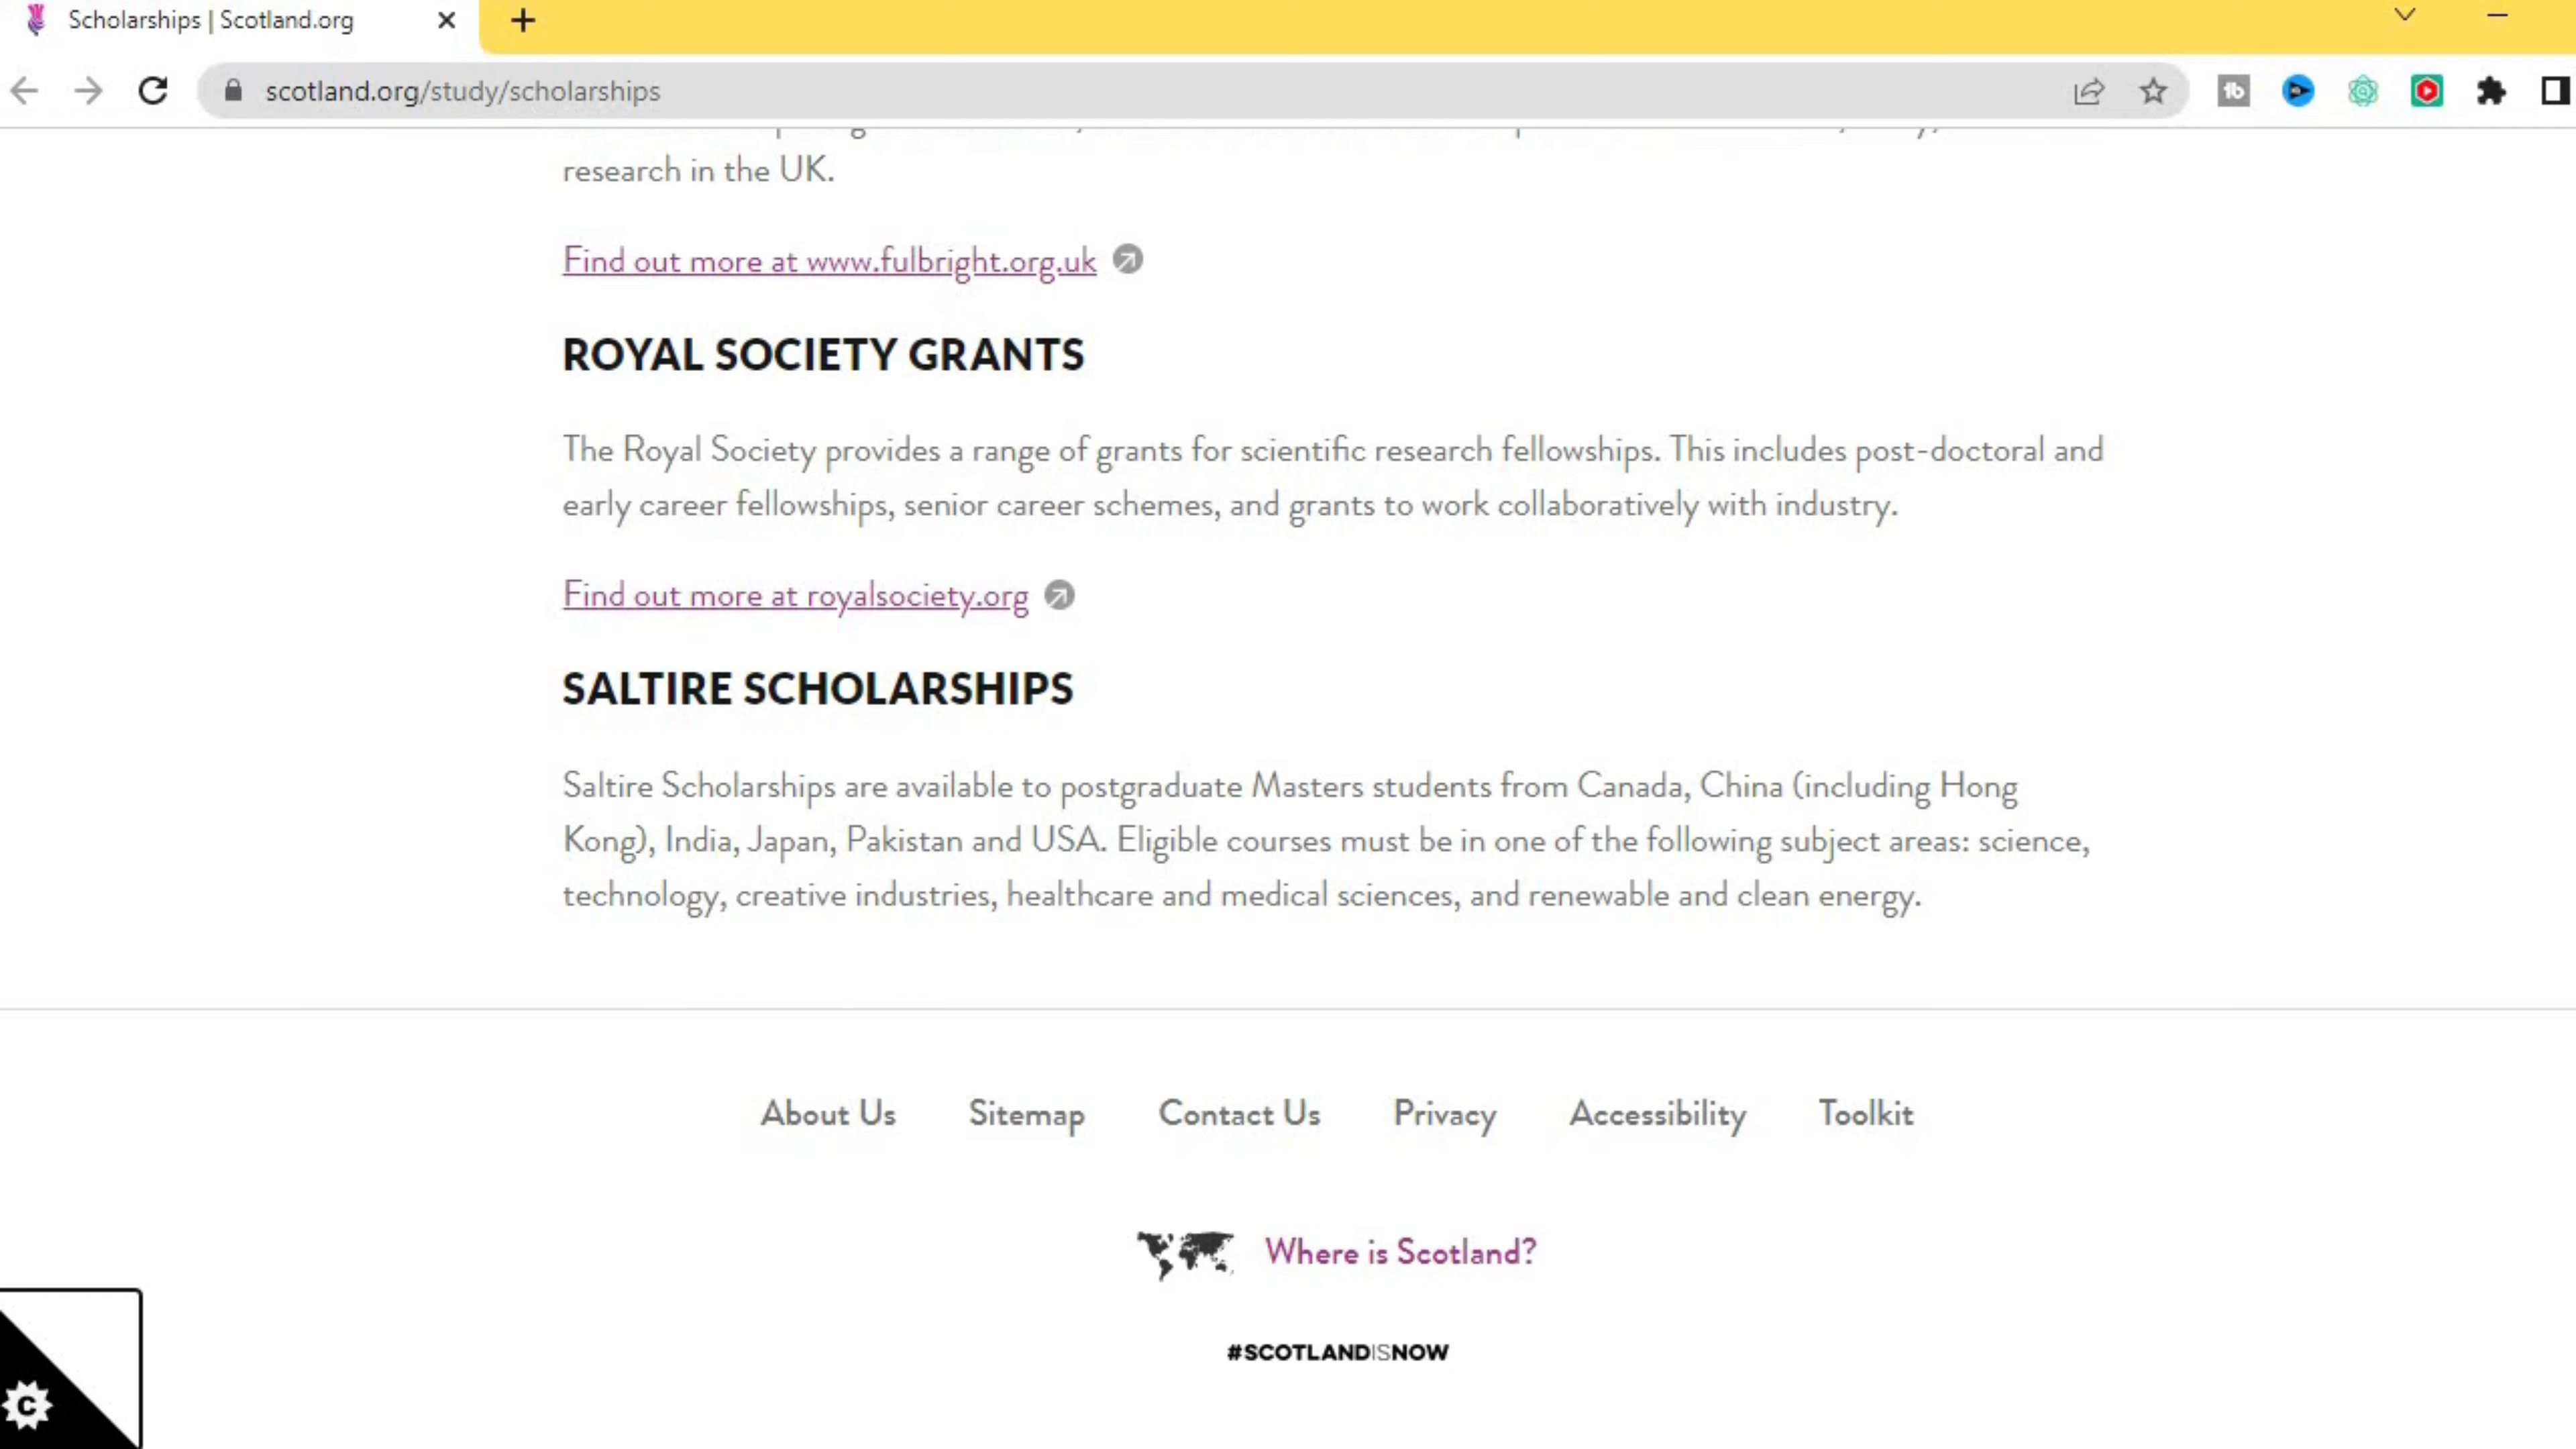 Scholarships | Scotland.org
scotland.org/study/scholarships
research in the UK.
Find out more at www.fulbright.org.uk
ROYAL SOCIETY GRANTS
The Royal Society provides a range of grants for scientific research fellowships. This includes post-doctoral and
early career fellowships, senior career schemes, and grants to work collaboratively with industry.
Find out more at royalsociety.org
SALTIRE SCHOLARSHIPS
Saltire Scholarships are available to postgraduate Masters students from Canada, China (including Hong
Kong), India, Japan, Pakistan and USA. Eligible courses must be in one of the following subject areas: science,
technology, creative industries, healthcare and medical sciences, and renewable and clean energy.
About Us Sitemap Contact Us Privacy Accessibility Toolkit
Where is Scotland?
#SCOTLANDISNOW
C